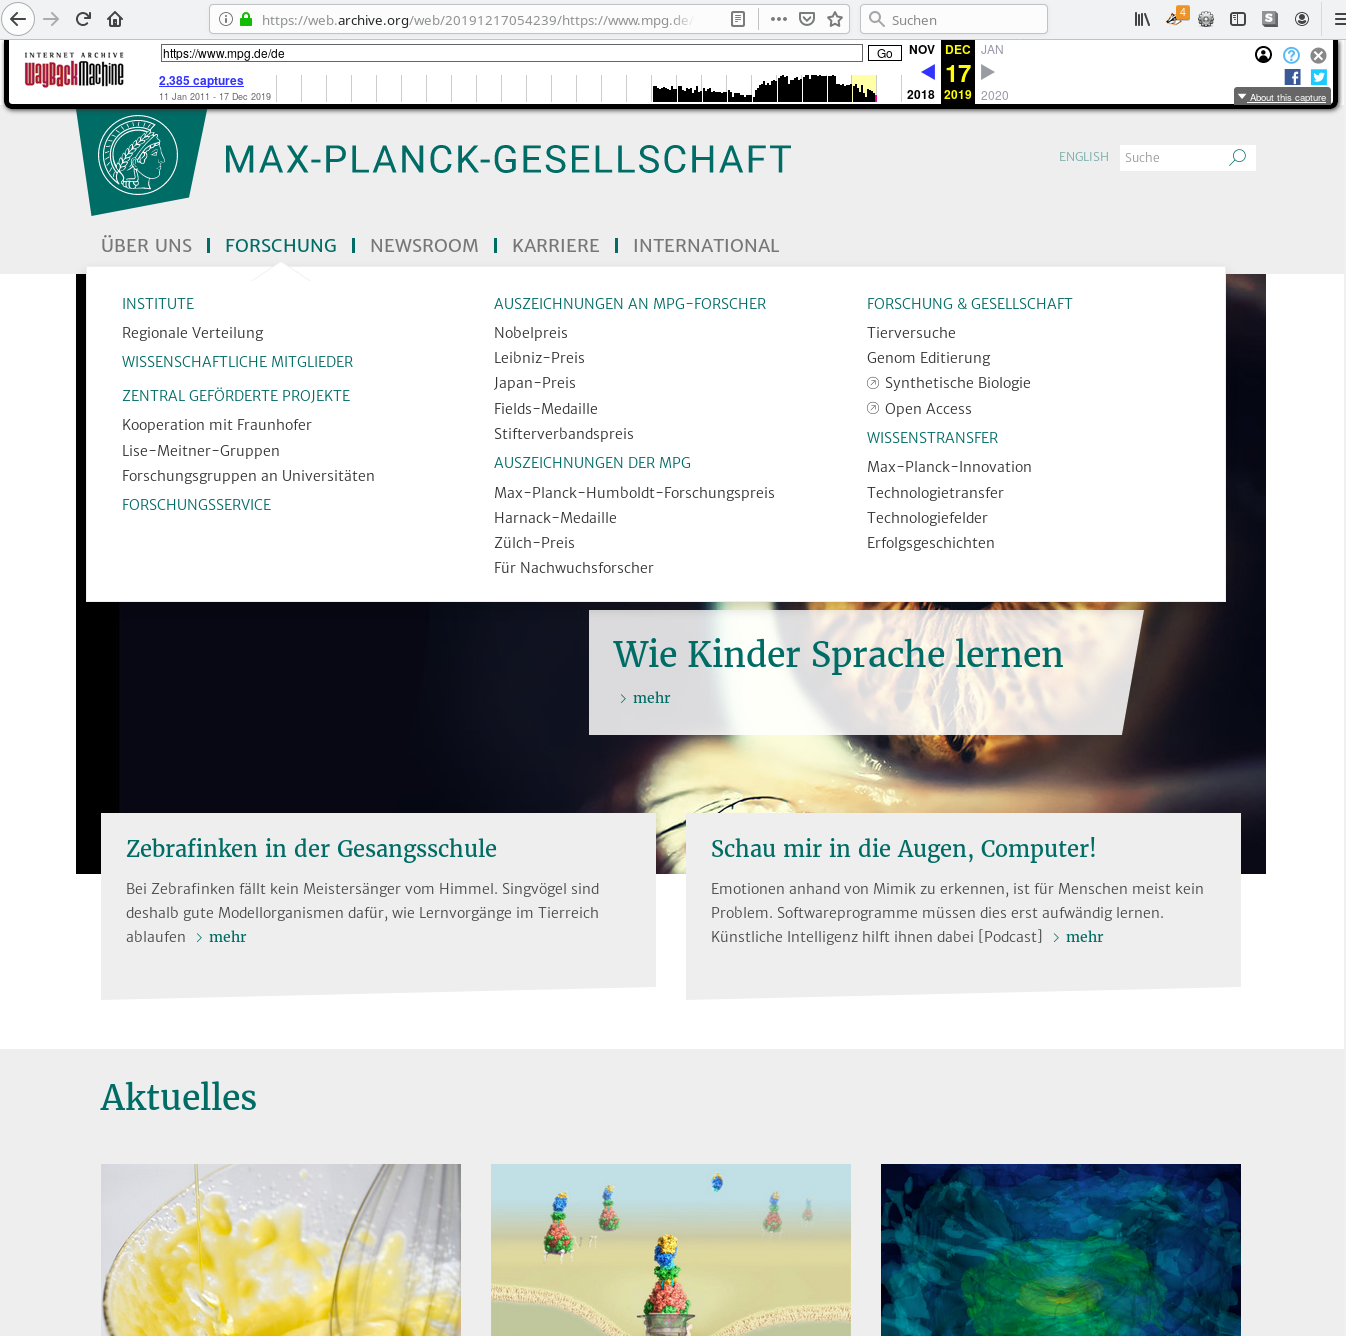 https://web.archive.org/web/20191217054239/https://www.mpg.de/
Suchen
4
S
INTERNET ARCHIVE
WayBackMachine
https://www.mpg.de/de
Go
NOV DEC JAN
17
2018 2019 2020
2,385 captures
11 Jan 2011 - 17 Dec 2019
About this capture
MAX-PLANCK-GESELLSCHAFT
ENGLISH
Suche
ÜBER UNS
FORSCHUNG
NEWSROOM
KARRIERE
INTERNATIONAL
INSTITUTE
Regionale Verteilung
WISSENSCHAFTLICHE MITGLIEDER
ZENTRAL GEFÖRDERTE PROJEKTE
Kooperation mit Fraunhofer
Lise-Meitner-Gruppen
Forschungsgruppen an Universitäten
FORSCHUNGSSERVICE
AUSZEICHNUNGEN AN MPG-FORSCHER
Nobelpreis
Leibniz-Preis
Japan-Preis
Fields-Medaille
Stifterverbandspreis
AUSZEICHNUNGEN DER MPG
Max-Planck-Humboldt-Forschungspreis
Harnack-Medaille
Zülch-Preis
Für Nachwuchsforscher
FORSCHUNG & GESELLSCHAFT
Tierversuche
Genom Editierung
Synthetische Biologie
Open Access
WISSENSTRANSFER
Max-Planck-Innovation
Technologietransfer
Technologiefelder
Erfolgsgeschichten
Wie Kinder Sprache lernen
mehr
Zebrafinken in der Gesangsschule
Bei Zebrafinken fällt kein Meistersänger vom Himmel. Singvögel sind
deshalb gute Modellorganismen dafür, wie Lernvorgänge im Tierreich
ablaufen > mehr
Schau mir in die Augen, Computer!
Emotionen anhand von Mimik zu erkennen, ist für Menschen meist kein
Problem. Softwareprogramme müssen dies erst aufwändig lernen.
Künstliche Intelligenz hilft ihnen dabei [Podcast] > mehr
Aktuelles